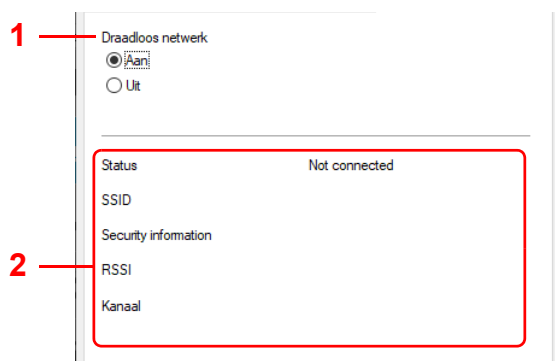 1
Draadloos netwerk
Aan
Uit
Status Not connected
SSID
Security information
2
RSSI
Kanaal